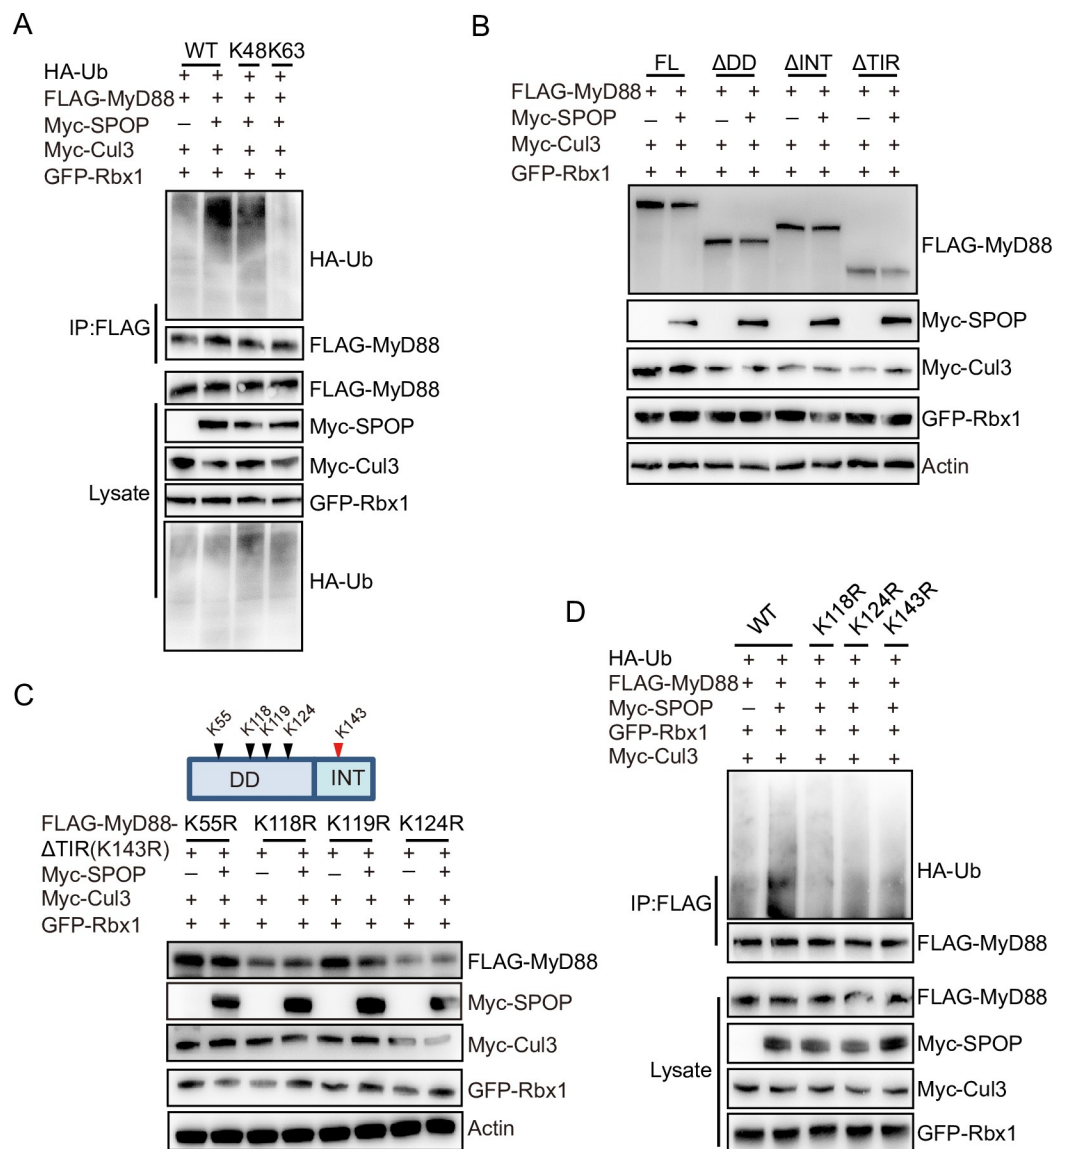 A
WT K48 K63
HA-Ub + + + +
FLAG-MyD88 + + + +
Myc-SPOP – + + +
Myc-Cul3 + + + +
GFP-Rbx1 + + + +
HA-Ub
IP:FLAG
FLAG-MyD88
FLAG-MyD88
Myc-SPOP
Myc-Cul3
Lysate
GFP-Rbx1
HA-Ub
B
FL ΔDD ΔINT ΔTIR
FLAG-MyD88 + + + + + + + +
Myc-SPOP – + – + – + – +
Myc-Cul3 + + + + + + + +
GFP-Rbx1 + + + + + + + +
FLAG-MyD88
Myc-SPOP
Myc-Cul3
GFP-Rbx1
Actin
C
K55 K118 K119 K124 K143
DD INT
FLAG-MyD88- K55R K118R K119R K124R
ΔTIR(K143R) + + + + + + + +
Myc-SPOP – + – + – + – +
Myc-Cul3 + + + + + + + +
GFP-Rbx1 + + + + + + + +
FLAG-MyD88
Myc-SPOP
Myc-Cul3
GFP-Rbx1
Actin
D
WT K118R K124R K143R
HA-Ub + + + + +
FLAG-MyD88 + + + + +
Myc-SPOP – + + + +
GFP-Rbx1 + + + + +
Myc-Cul3 + + + + +
HA-Ub
IP:FLAG
FLAG-MyD88
FLAG-MyD88
Myc-SPOP
Lysate
Myc-Cul3
GFP-Rbx1